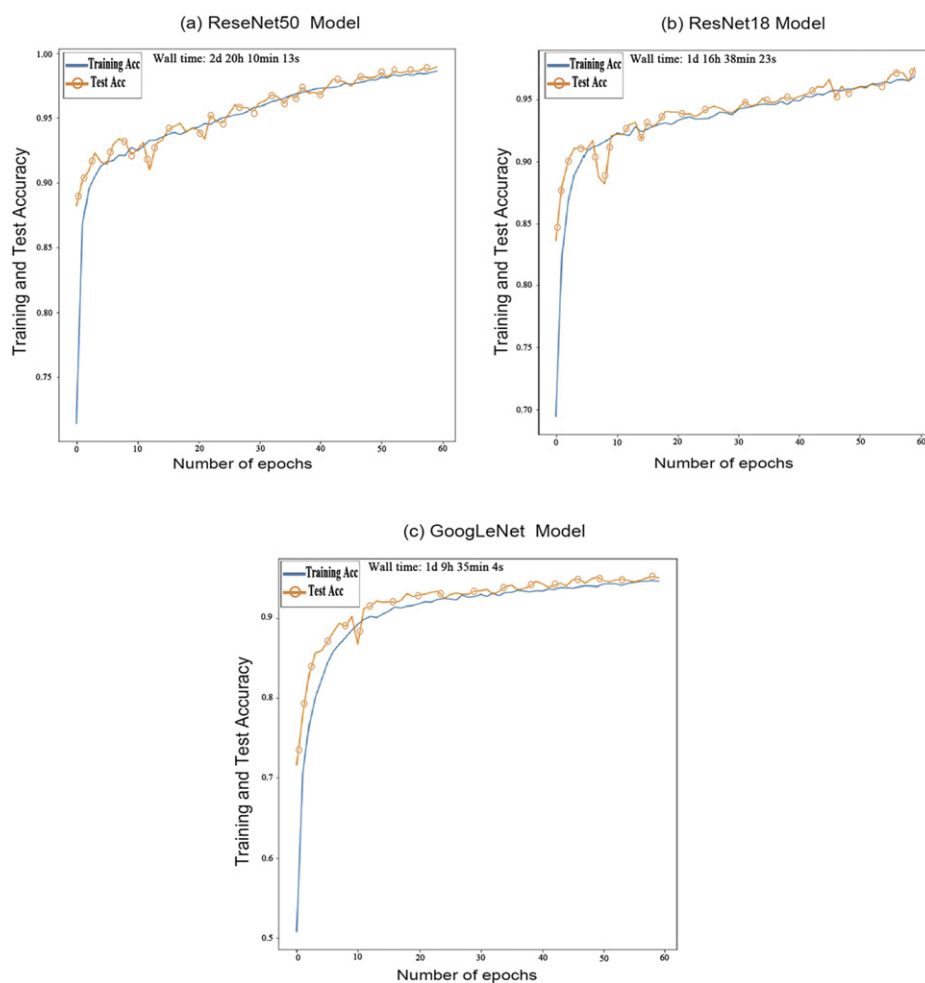 (a) ReseNet50 Model
Training Acc
Test Acc
Wall time: 2d 20h 10min 13s
Training and Test Accuracy
1.00
0.95
0.90
0.85
0.80
0.75
0 10 20 30 40 50 60
Number of epochs
(b) ResNet18 Model
Training Acc
Test Acc
Wall time: 1d 16h 38min 23s
Training and Test Accuracy
0.95
0.90
0.85
0.80
0.75
0.70
0 10 20 30 40 50 60
Number of epochs
(c) GoogLeNet Model
Training Acc
Test Acc
Wall time: 1d 9h 35min 4s
Training and Test Accuracy
0.9
0.8
0.7
0.6
0.5
0 10 20 30 40 50 60
Number of epochs